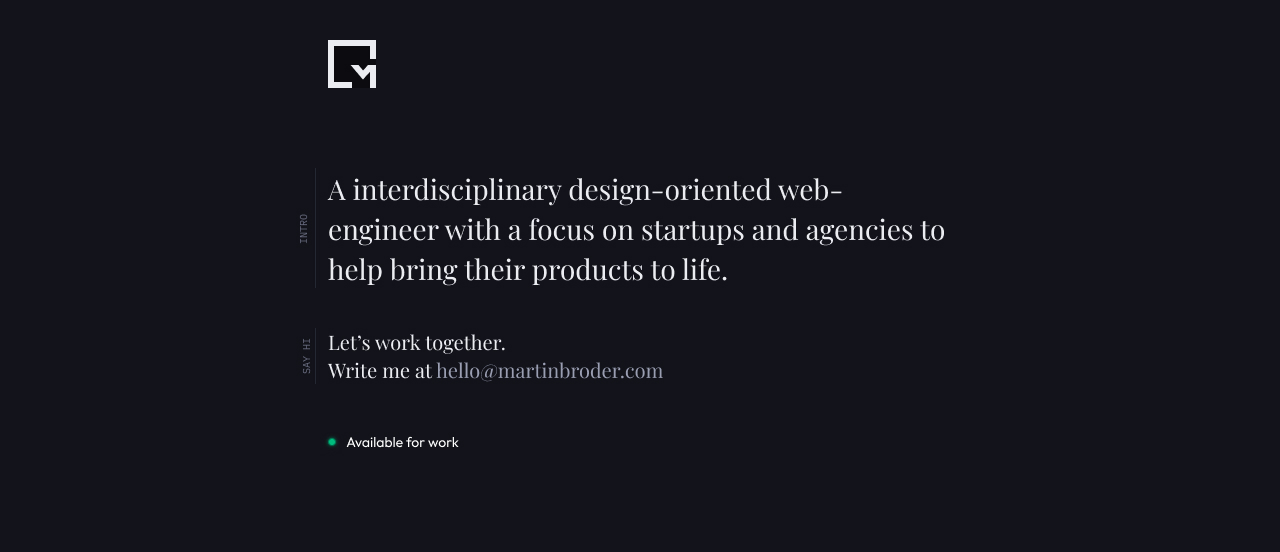 INTRO
A interdisciplinary design-oriented web-
engineer with a focus on startups and agencies to
help bring their products to life.
SAY HI
Let’s work together.
Write me at hello@martinbroder.com
Available for work